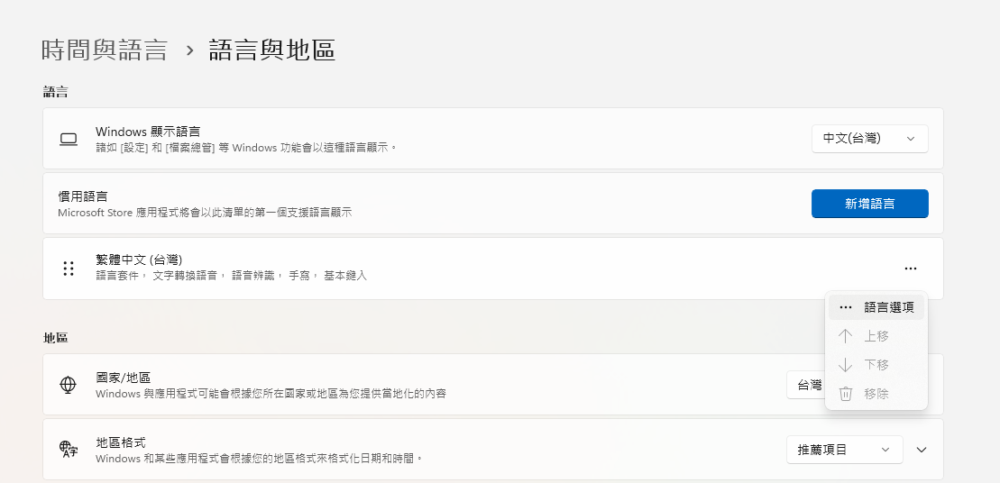 時間與語言 › 語言與地區
語言
Windows 顯示語言
諸如 [設定] 和 [檔案總管] 等 Windows 功能會以這種語言顯示。
中文(台灣)
慣用語言
Microsoft Store 應用程式將會以此清單的第一個支援語言顯示
新增語言
繁體中文 (台灣)
語言套件， 文字轉換語音， 語音辨識， 手寫， 基本鍵入
語言選項
上移
下移
移除
地區
國家/地區
Windows 與應用程式可能會根據您所在國家或地區為您提供當地化的內容
台灣
地區格式
Windows 和某些應用程式會根據您的地區格式來格式化日期和時間。
推薦項目